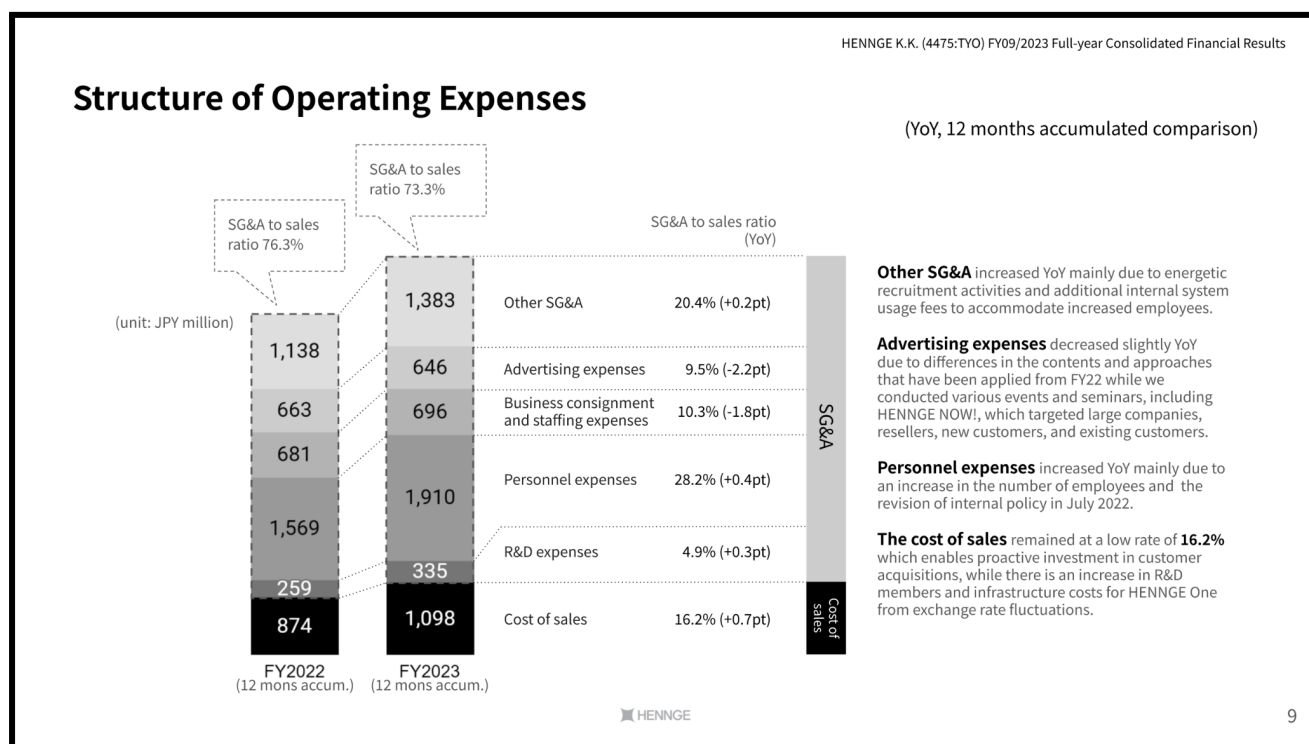 HENNGE K.K. (4475:TYO) FY09/2023 Full-year Consolidated Financial Results
Structure of Operating Expenses
(YoY, 12 months accumulated comparison)
SG&A to sales
ratio 76.3%
SG&A to sales
ratio 73.3%
(unit: JPY million)
1,138
663
681
1,569
259
874
FY2022
(12 mons accum.)
1,383
646
696
1,910
335
1,098
FY2023
(12 mons accum.)
SG&A to sales ratio
(YoY)
Other SG&A 20.4% (+0.2pt)
Advertising expenses 9.5% (-2.2pt)
Business consignment
and staffing expenses 10.3% (-1.8pt)
Personnel expenses 28.2% (+0.4pt)
R&D expenses 4.9% (+0.3pt)
Cost of sales 16.2% (+0.7pt)
SG&A
Cost of
sales
Other SG&A increased YoY mainly due to energetic
recruitment activities and additional internal system
usage fees to accommodate increased employees.
Advertising expenses decreased slightly YoY
due to differences in the contents and approaches
that have been applied from FY22 while we
conducted various events and seminars, including
HENNGE NOW!, which targeted large companies,
resellers, new customers, and existing customers.
Personnel expenses increased YoY mainly due to
an increase in the number of employees and the
revision of internal policy in July 2022.
The cost of sales remained at a low rate of 16.2%
which enables proactive investment in customer
acquisitions, while there is an increase in R&D
members and infrastructure costs for HENNGE One
from exchange rate fluctuations.
HENNGE
9